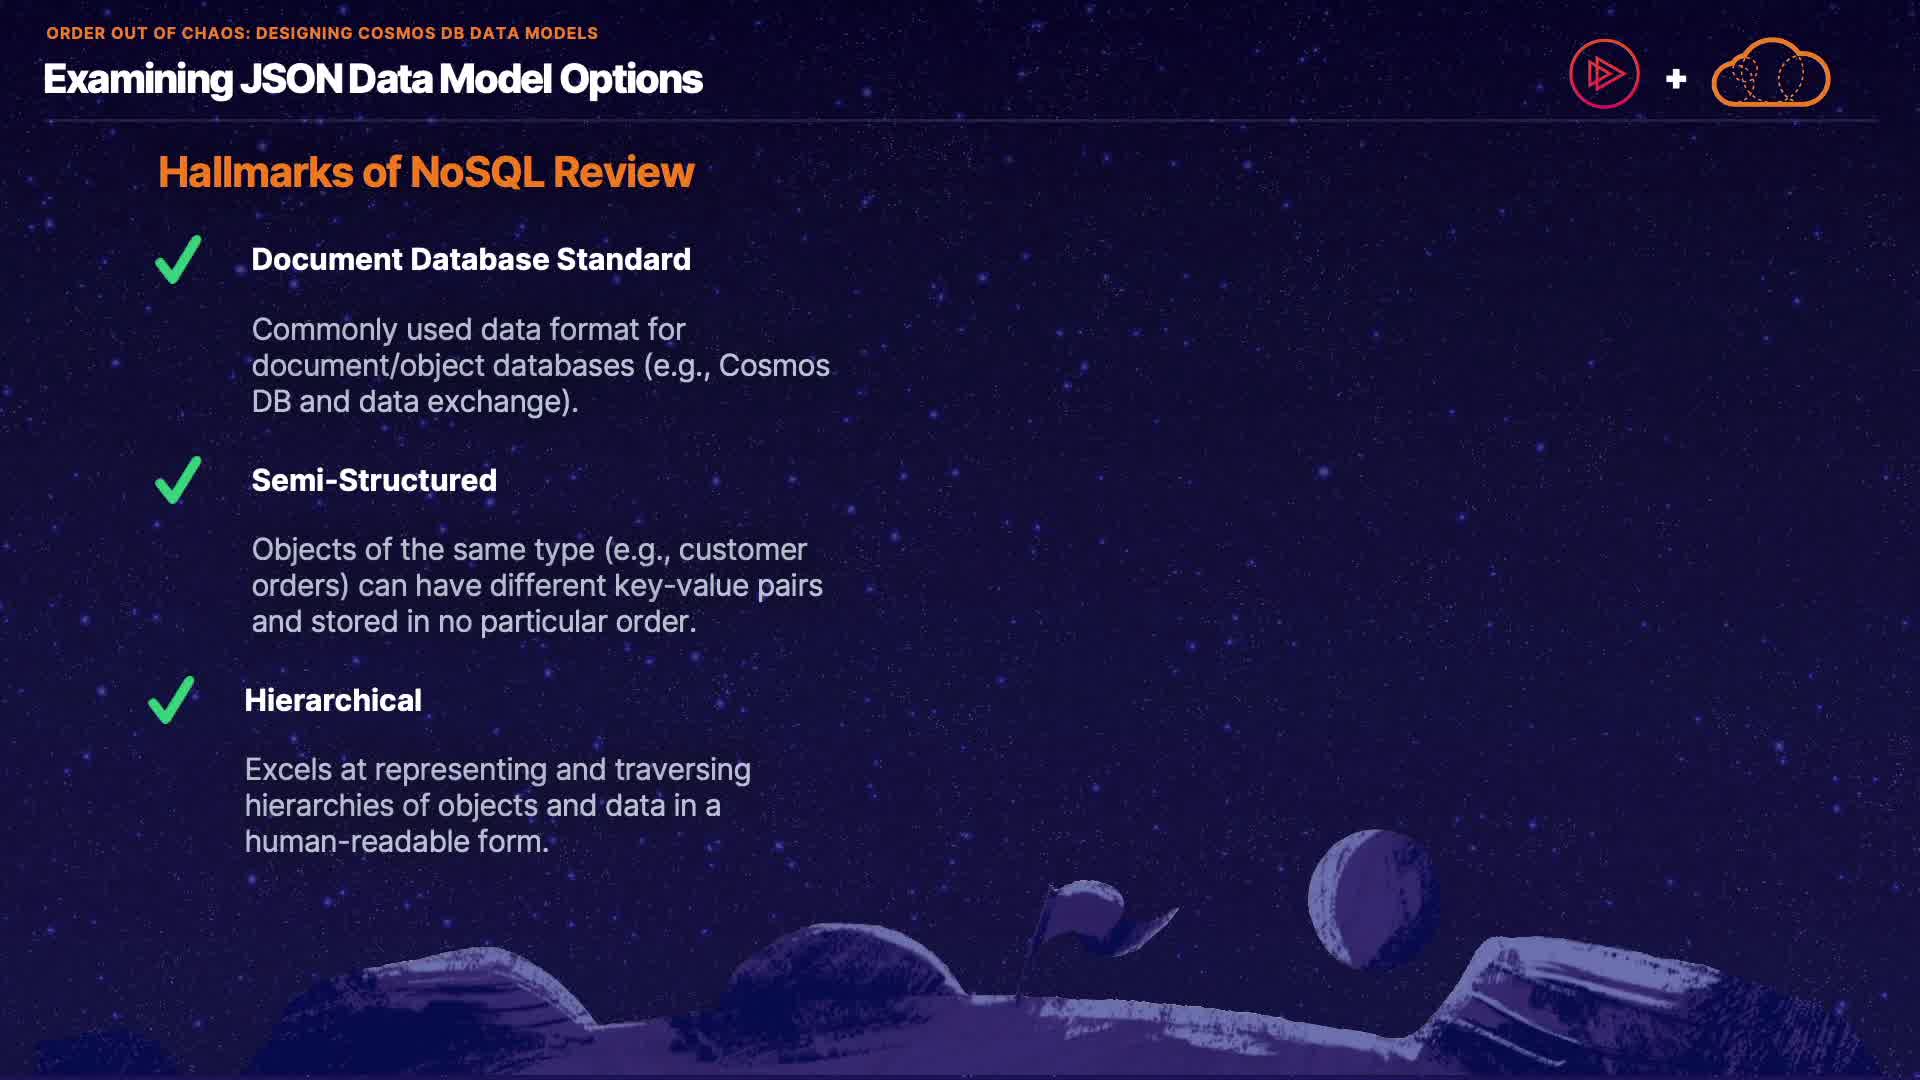 ORDER OUT OF CHAOS: DESIGNING COSMOS DB DATA MODELS
Examining JSON Data Model Options
+
Hallmarks of NoSQL Review
Document Database Standard
Commonly used data format for
document/object databases (e.g., Cosmos
DB and data exchange).
Semi-Structured
Objects of the same type (e.g., customer
orders) can have different key-value pairs
and stored in no particular order.
Hierarchical
Excels at representing and traversing
hierarchies of objects and data in a
human-readable form.